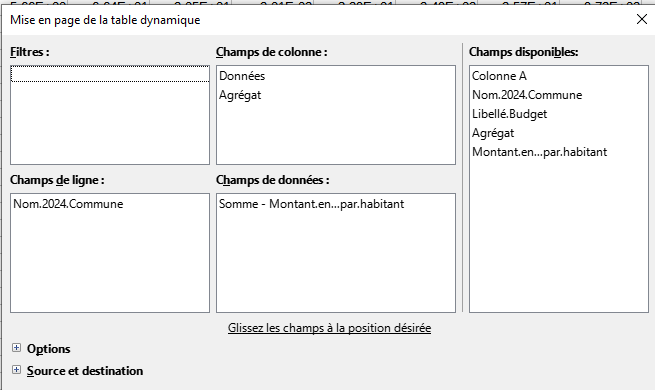 Mise en page de la table dynamique
Filtres :
Champs de colonne :
Données
Agrégat
Champs disponibles:
Colonne A
Nom.2024.Commune
Libellé.Budget
Agrégat
Montant.en...par.habitant
Champs de ligne :
Nom.2024.Commune
Champs de données :
Somme - Montant.en...par.habitant
Glissez les champs à la position désirée
Options
Source et destination